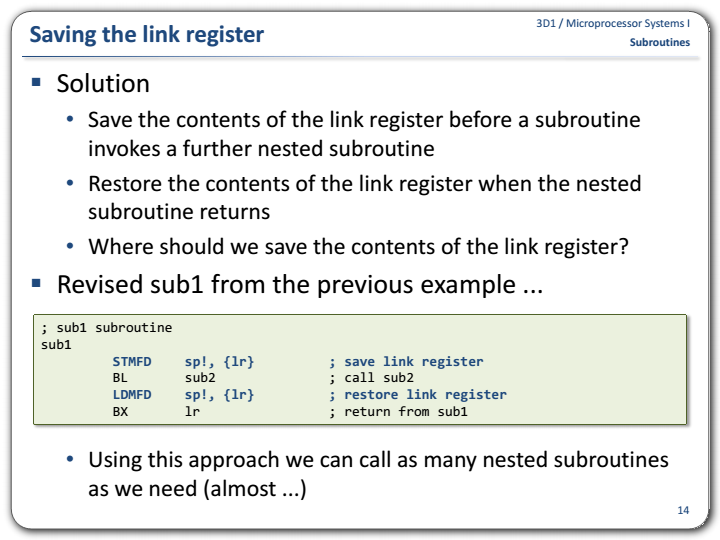 Saving the link register
3D1 / Microprocessor Systems I
Subroutines
▪ Solution
• Save the contents of the link register before a subroutine
invokes a further nested subroutine
• Restore the contents of the link register when the nested
subroutine returns
• Where should we save the contents of the link register?
▪ Revised sub1 from the previous example ...
; sub1 subroutine
sub1
STMFD sp!, {lr} ; save link register
BL sub2 ; call sub2
LDMFD sp!, {lr} ; restore link register
BX lr ; return from sub1
• Using this approach we can call as many nested subroutines
as we need (almost ...)
14